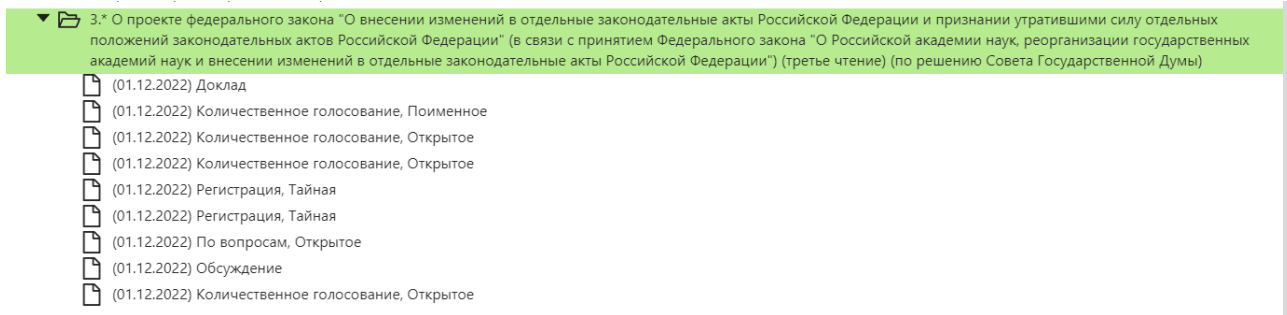 3.* О проекте федерального закона "О внесении изменений в отдельные законодательные акты Российской Федерации и признании утратившими силу отдельных
положений законодательных актов Российской Федерации" (в связи с принятием Федерального закона "О Российской академии наук, реорганизации государственных
академий наук и внесении изменений в отдельные законодательные акты Российской Федерации") (третье чтение) (по решению Совета Государственной Думы)
(01.12.2022) Доклад
(01.12.2022) Количественное голосование, Поименное
(01.12.2022) Количественное голосование, Открытое
(01.12.2022) Количественное голосование, Открытое
(01.12.2022) Регистрация, Тайная
(01.12.2022) Регистрация, Тайная
(01.12.2022) По вопросам, Открытое
(01.12.2022) Обсуждение
(01.12.2022) Количественное голосование, Открытое